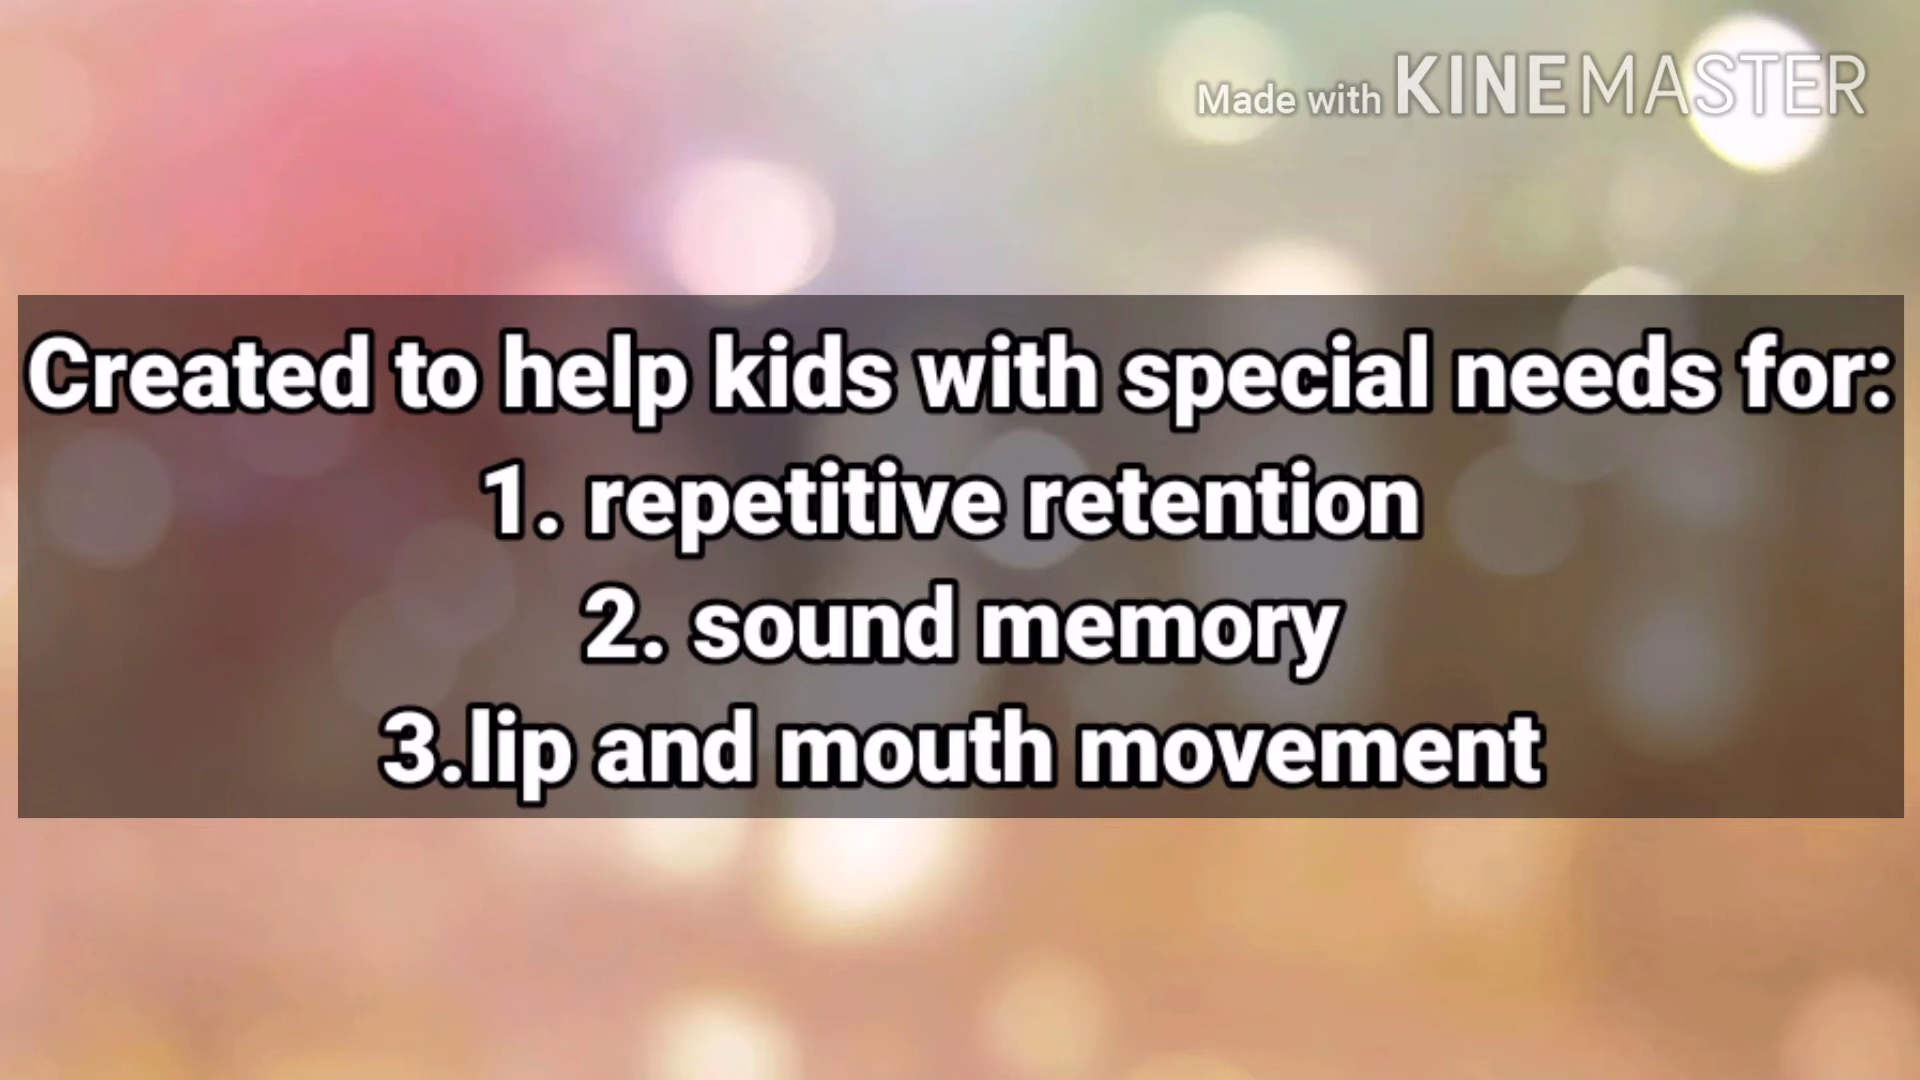 Made with KINEMASTER
Created to help kids with special needs for:
1. repetitive retention
2. sound memory
3.lip and mouth movement